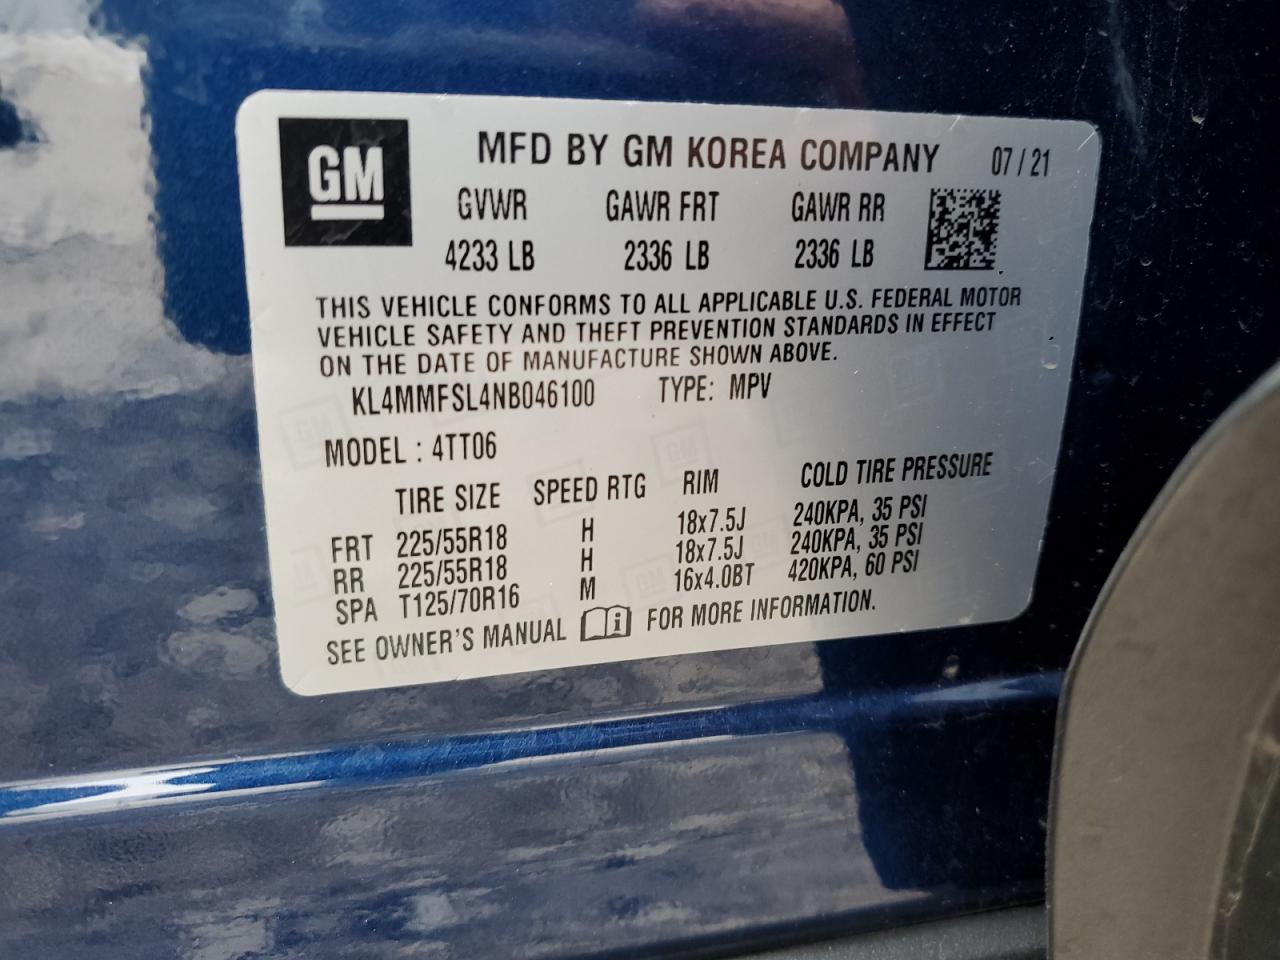 GM
MFD BY GM KOREA COMPANY 07/21
GVWR GAWR FRT GAWR RR
4233 LB 2336 LB 2336 LB
THIS VEHICLE CONFORMS TO ALL APPLICABLE U.S. FEDERAL MOTOR
VEHICLE SAFETY AND THEFT PREVENTION STANDARDS IN EFFECT
ON THE DATE OF MANUFACTURE SHOWN ABOVE.
KL4MMFSL4NB046100 TYPE: MPV
MODEL : 4TT06
TIRE SIZE SPEED RTG RIM COLD TIRE PRESSURE
FRT 225/55R18 H 18x7.5J 240KPA, 35 PSI
RR 225/55R18 H 18x7.5J 240KPA, 35 PSI
SPA T125/70R16 M 16x4.0BT 420KPA, 60 PSI
SEE OWNER'S MANUAL i FOR MORE INFORMATION.